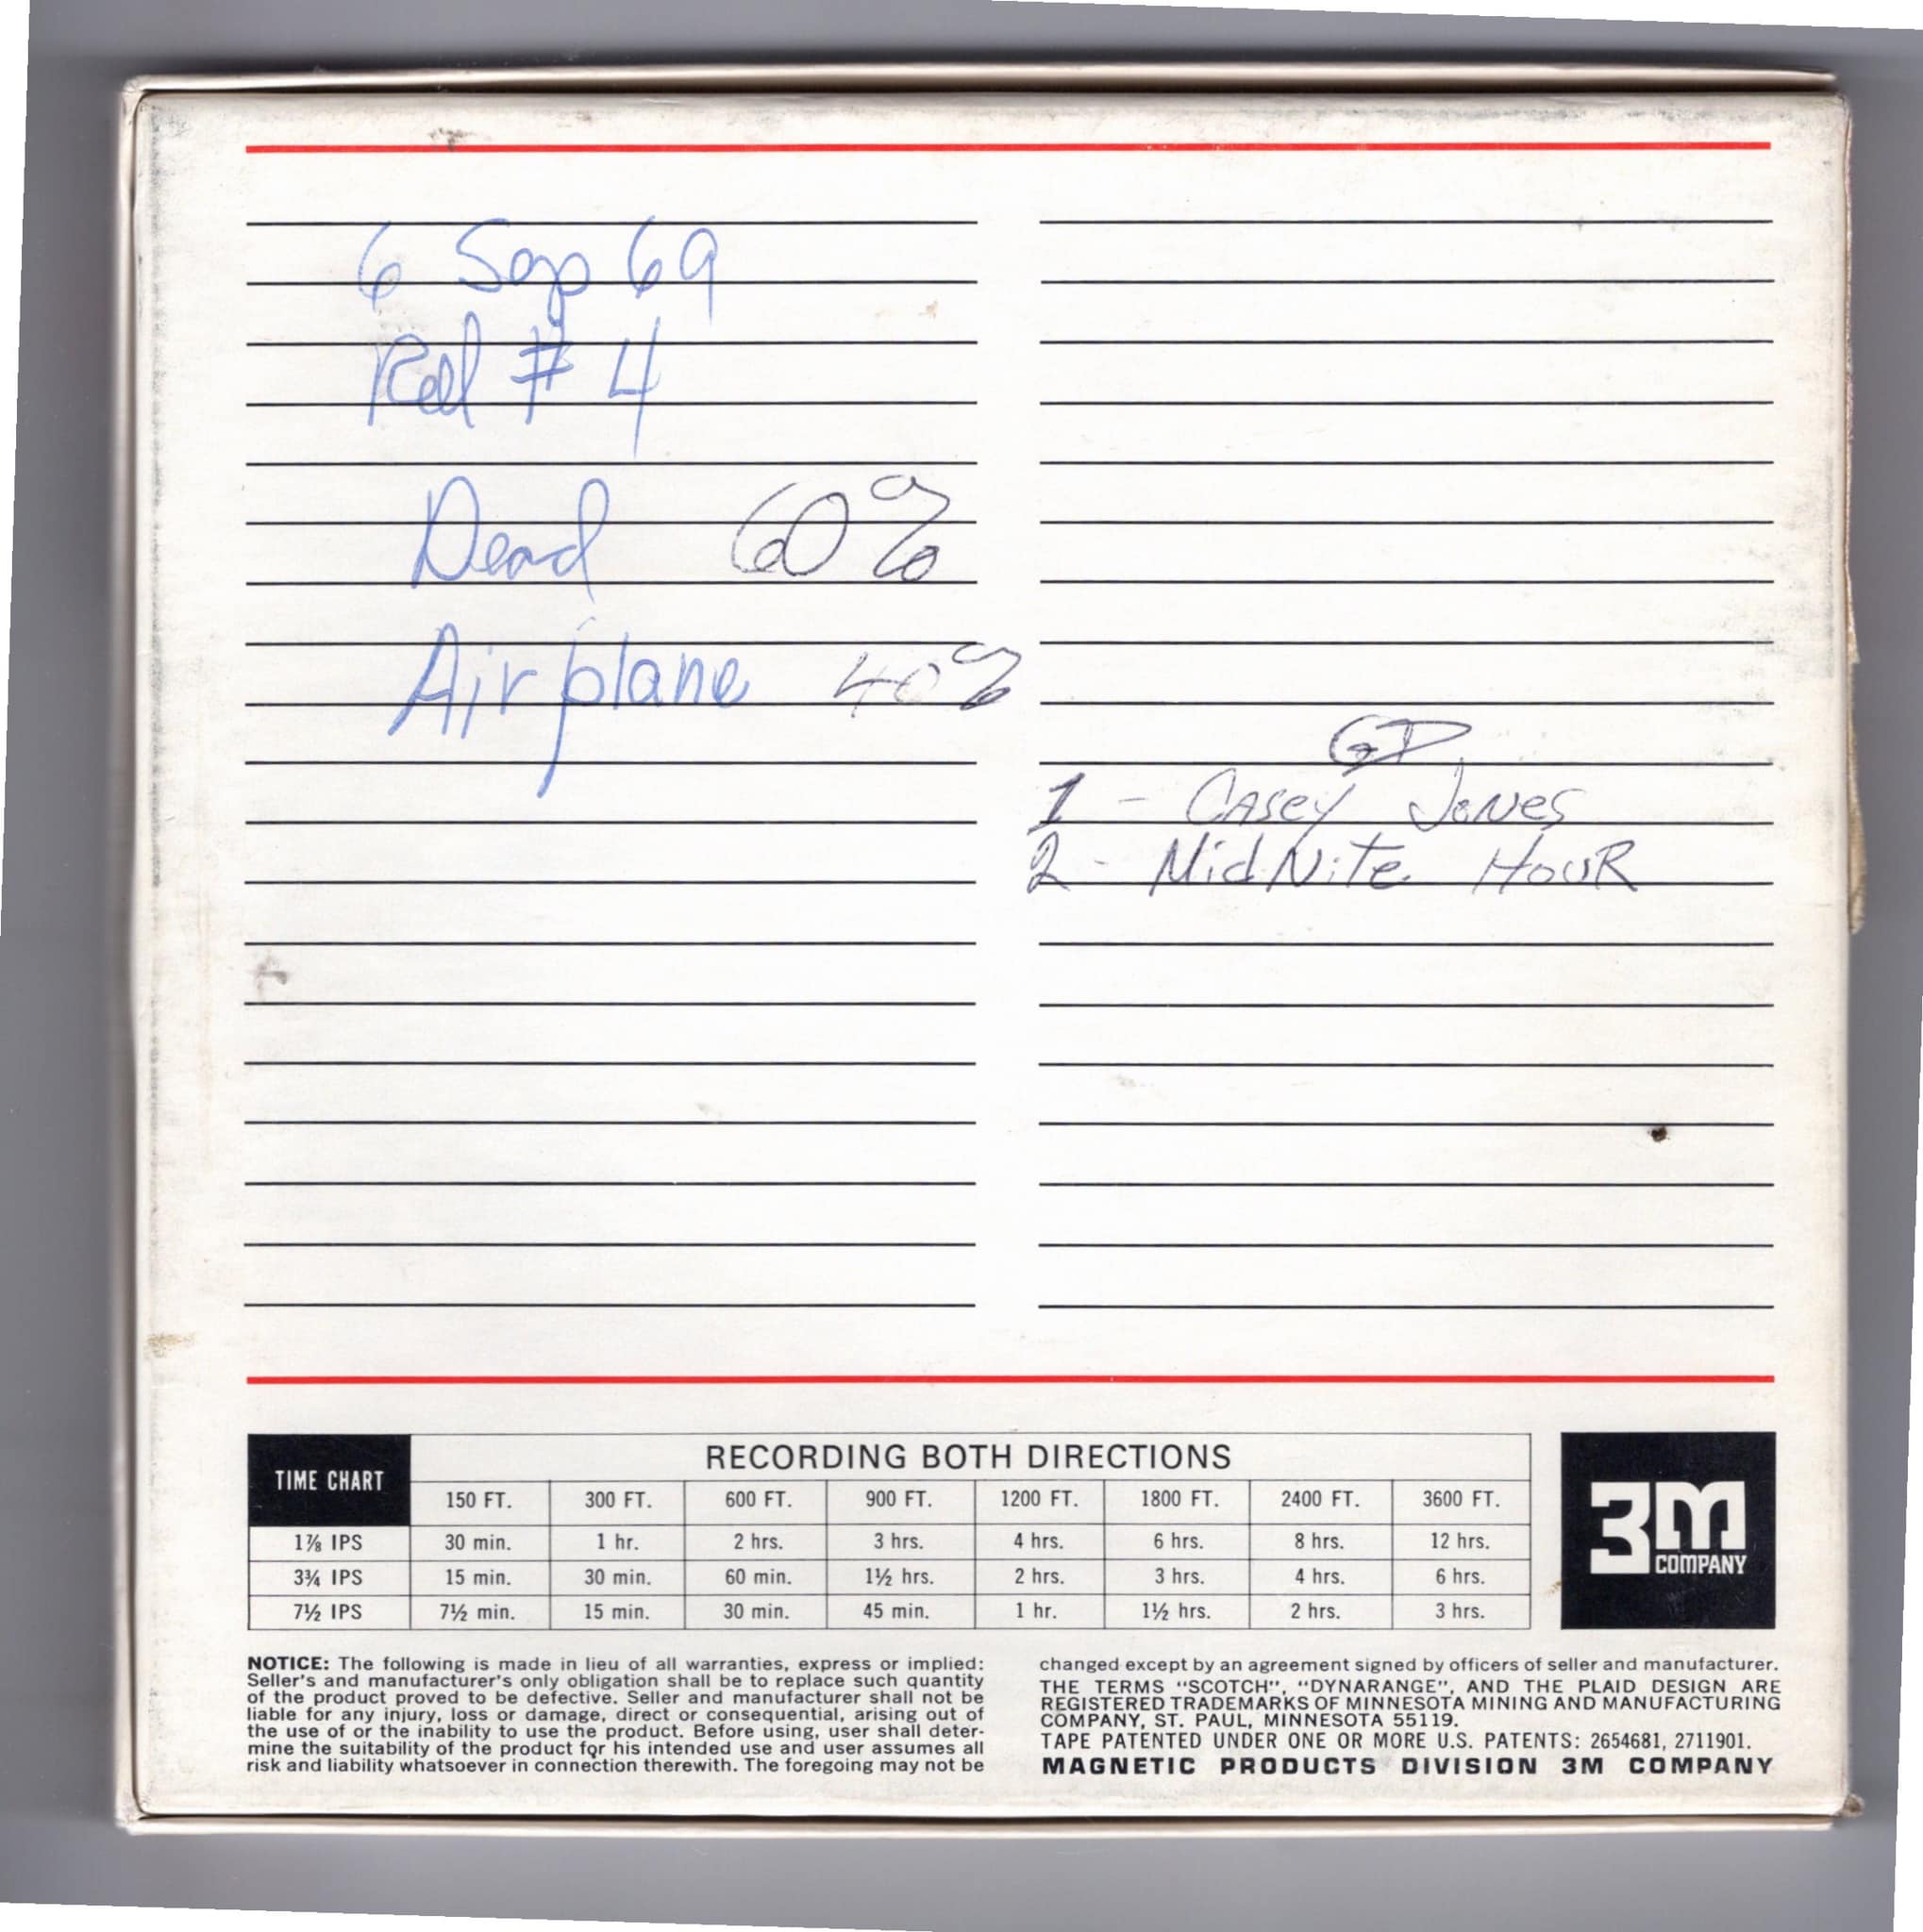 6 Sep 69
Reel # 4
Dead 60%
Airplane 40%
GD
1 - Casey Jones
2 - MidNite HouR
TIME CHART
RECORDING BOTH DIRECTIONS
150 FT. 300 FT. 600 FT. 900 FT. 1200 FT. 1800 FT. 2400 FT. 3600 FT.
1⅞ IPS 30 min. 1 hr. 2 hrs. 3 hrs. 4 hrs. 6 hrs. 8 hrs. 12 hrs.
3¾ IPS 15 min. 30 min. 60 min. 1½ hrs. 2 hrs. 3 hrs. 4 hrs. 6 hrs.
7½ IPS 7½ min. 15 min. 30 min. 45 min. 1 hr. 1½ hrs. 2 hrs. 3 hrs.
3M
COMPANY
NOTICE: The following is made in lieu of all warranties, express or implied:
Seller's and manufacturer's only obligation shall be to replace such quantity
of the product proved to be defective. Seller and manufacturer shall not be
liable for any injury, loss or damage, direct or consequential, arising out of
the use of or the inability to use the product. Before using, user shall deter-
mine the suitability of the product for his intended use and user assumes all
risk and liability whatsoever in connection therewith. The foregoing may not be
changed except by an agreement signed by officers of seller and manufacturer.
THE TERMS "SCOTCH", "DYNARANGE", AND THE PLAID DESIGN ARE
REGISTERED TRADEMARKS OF MINNESOTA MINING AND MANUFACTURING
COMPANY, ST. PAUL, MINNESOTA 55119.
TAPE PATENTED UNDER ONE OR MORE U.S. PATENTS: 2654681, 2711901.
MAGNETIC PRODUCTS DIVISION 3M COMPANY